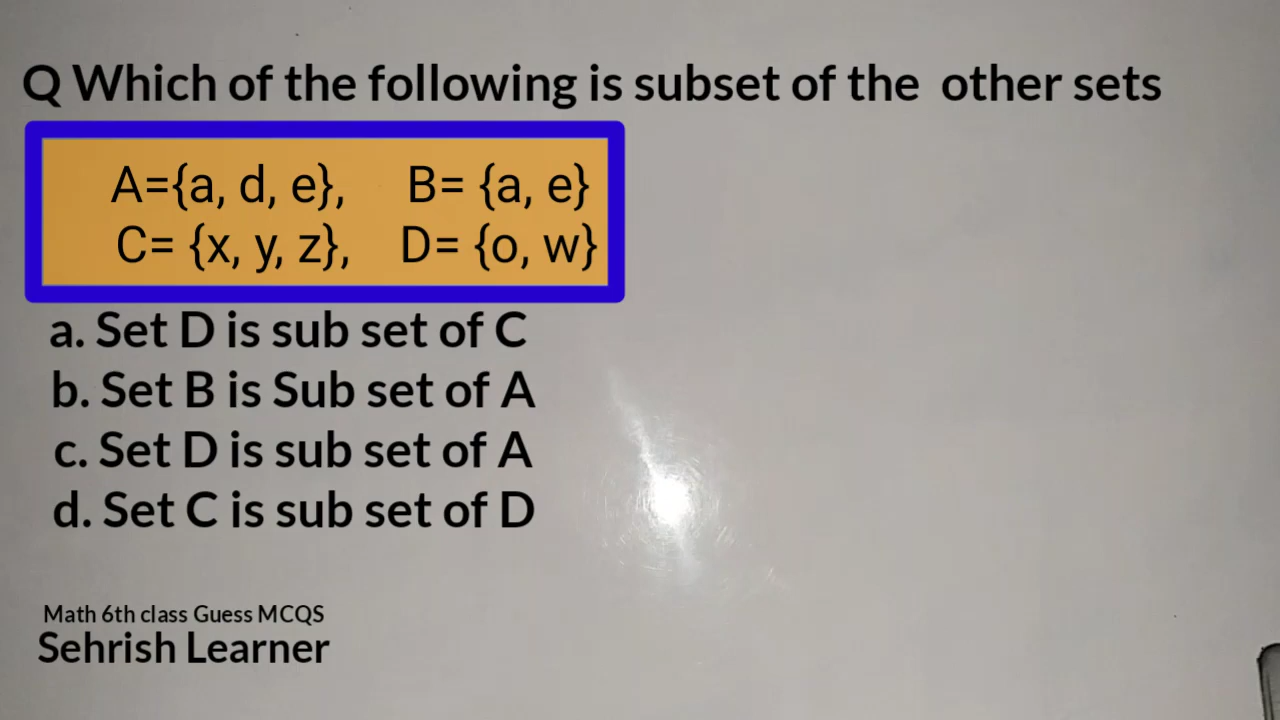 Q Which of the following is subset of the other sets
A={a, d, e}, B= {a, e}
C= {x, y, z}, D= {o, w}
a. Set D is sub set of C
b. Set B is Sub set of A
c. Set D is sub set of A
d. Set C is sub set of D
Math 6th class Guess MCQS
Sehrish Learner